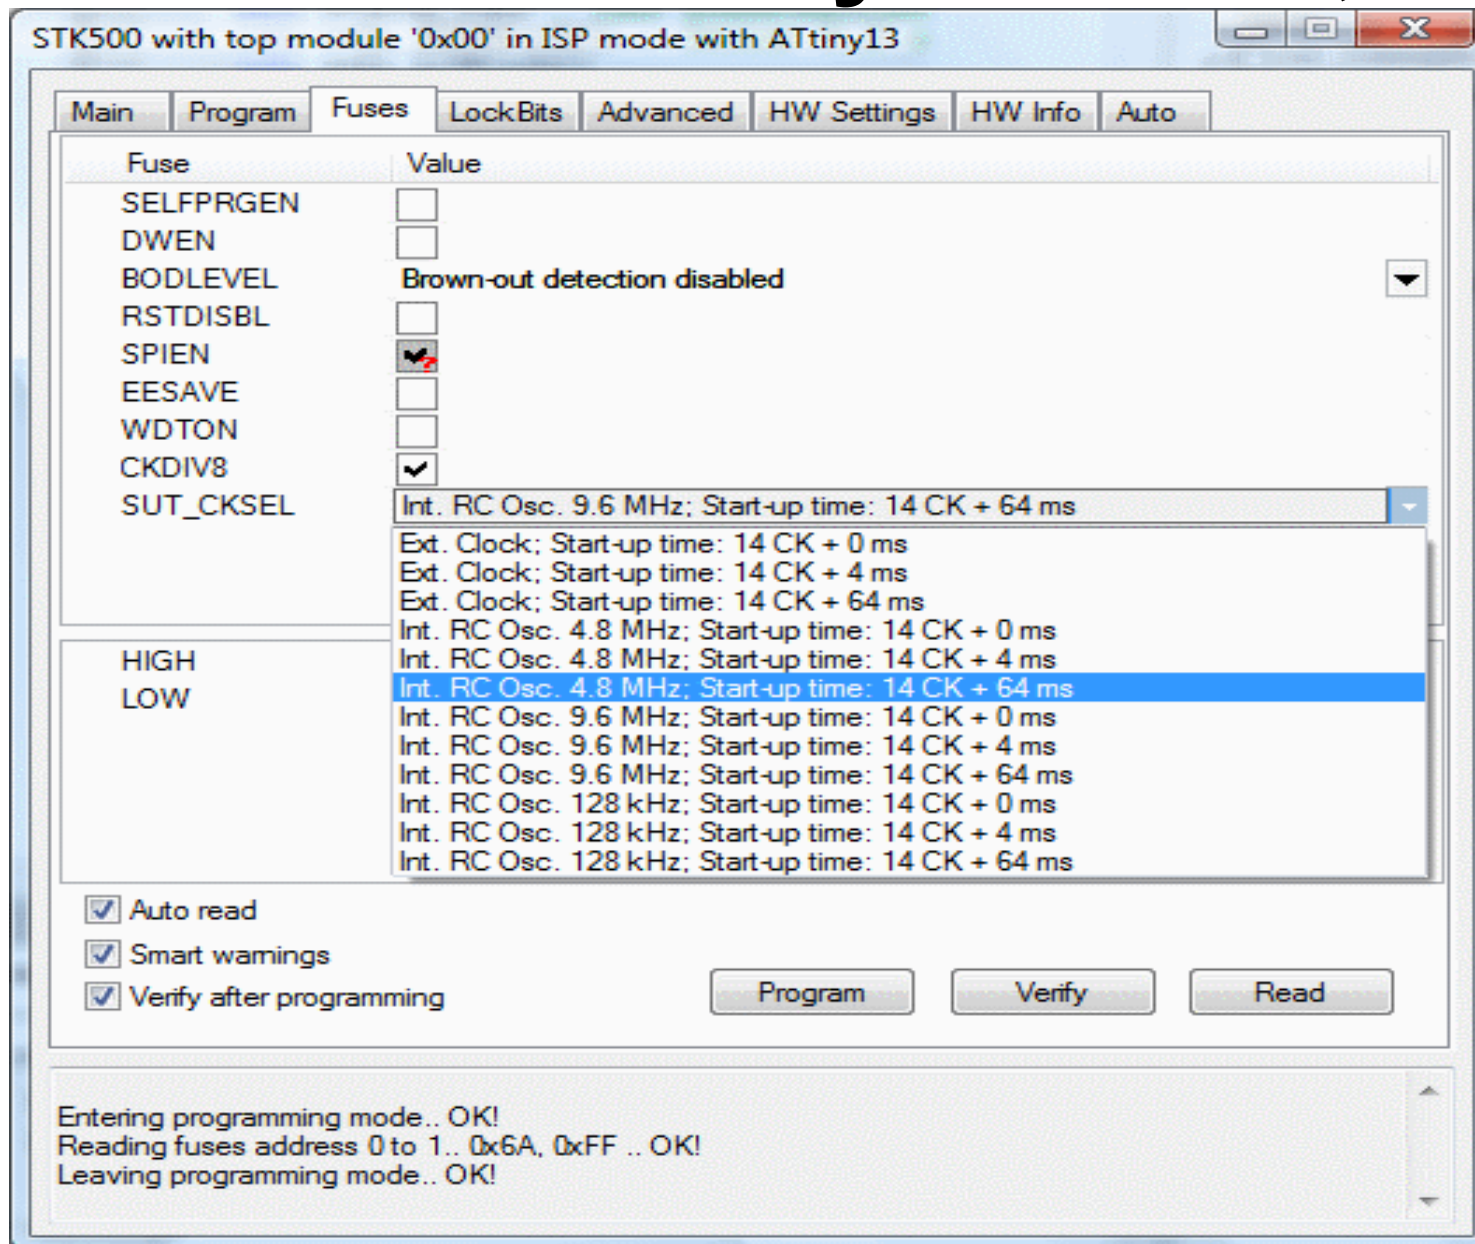 STK500 with top module '0x00' in ISP mode with ATtiny13
Main Program Fuses LockBits Advanced HW Settings HW Info Auto
Fuse Value
SELFPRGEN
DWEN
BODLEVEL Brown-out detection disabled
RSTDISBL
SPIEN
EESAVE
WDTON
CKDIV8
SUT_CKSEL Int. RC Osc. 9.6 MHz; Start-up time: 14 CK + 64 ms
Ext. Clock; Start-up time: 14 CK + 0 ms
Ext. Clock; Start-up time: 14 CK + 4 ms
Ext. Clock; Start-up time: 14 CK + 64 ms
Int. RC Osc. 4.8 MHz; Start-up time: 14 CK + 0 ms
HIGH Int. RC Osc. 4.8 MHz; Start-up time: 14 CK + 4 ms
LOW Int. RC Osc. 4.8 MHz; Start-up time: 14 CK + 64 ms
Int. RC Osc. 9.6 MHz; Start-up time: 14 CK + 0 ms
Int. RC Osc. 9.6 MHz; Start-up time: 14 CK + 4 ms
Int. RC Osc. 9.6 MHz; Start-up time: 14 CK + 64 ms
Int. RC Osc. 128 kHz; Start-up time: 14 CK + 0 ms
Int. RC Osc. 128 kHz; Start-up time: 14 CK + 4 ms
Int. RC Osc. 128 kHz; Start-up time: 14 CK + 64 ms
Auto read
Smart warnings
Verify after programming Program Verify Read
Entering programming mode.. OK!
Reading fuses address 0 to 1.. 0x6A, 0xFF .. OK!
Leaving programming mode.. OK!